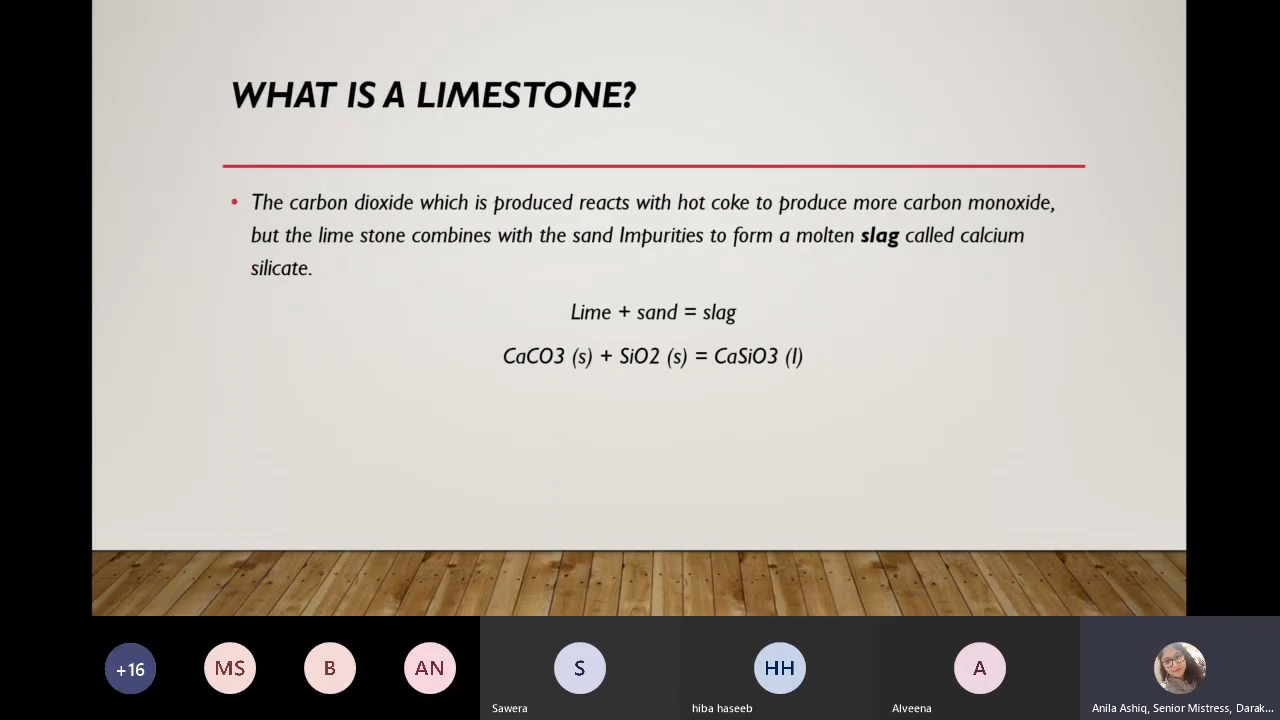 WHAT IS A LIMESTONE?
• The carbon dioxide which is produced reacts with hot coke to produce more carbon monoxide,
but the lime stone combines with the sand Impurities to form a molten slag called calcium
silicate.
Lime + sand = slag
CaCO3 (s) + SiO2 (s) = CaSiO3 (l)
+16
MS
B
AN
S
HH
A
Sawera
hiba haseeb
Alveena
Anila Ashiq, Senior Mistress, Darak...